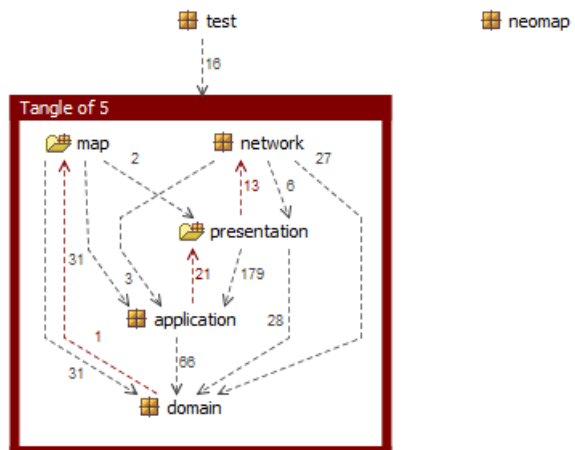 test
neomap
16
Tangle of 5
map
network
2
27
13
6
presentation
31
3
21
179
application
28
1
66
31
domain